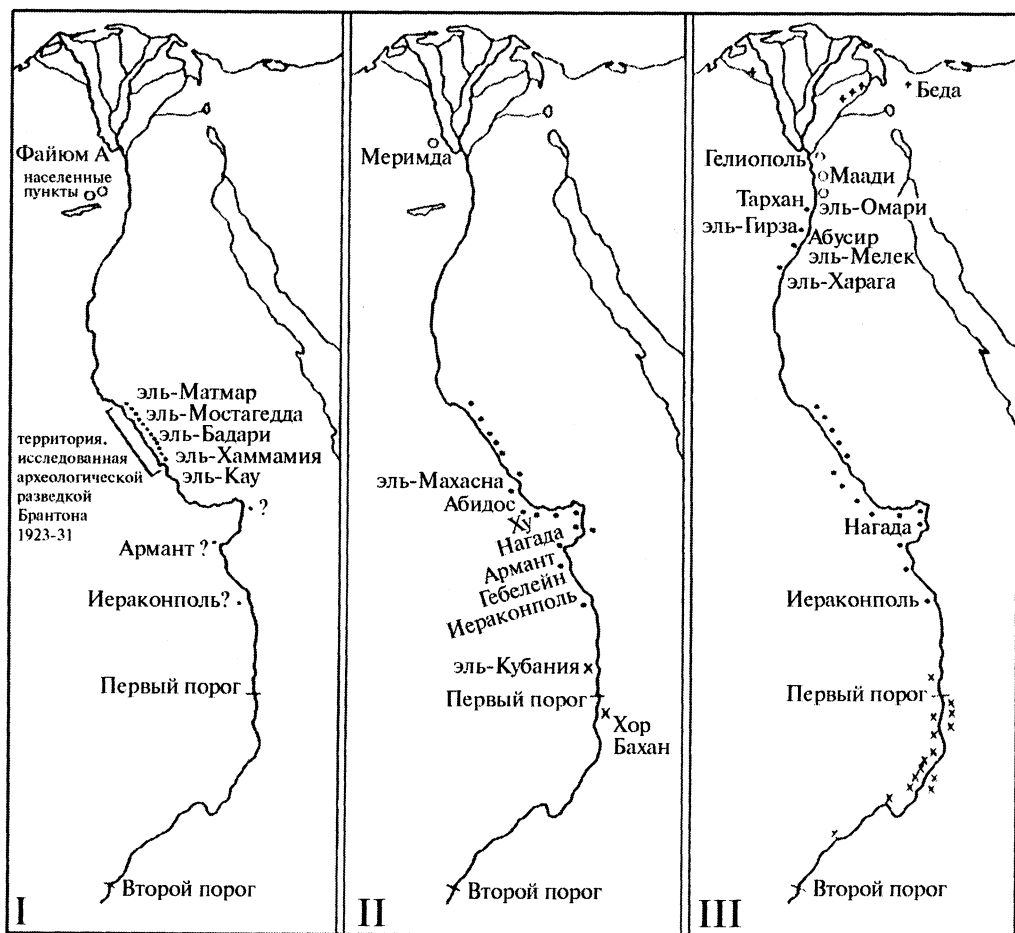 Файюм А
населенные
пункты
эль-Матмар
эль-Мостагедда
эль-Бадари
эль-Хаммамия
эль-Кау
территория,
исследованная
археологической
разведкой
Брантона
1923-31
?
Армант ?
Иераконполь?
Первый порог
Второй порог
I
Меримда
эль-Махасна
Абидос
Ху
Нагада
Армант
Гебелейн
Иераконполь
эль-Кубания
Первый порог
Хор
Бахан
Второй порог
II
Беда
Гелиополь
Маади
Тархан
эль-Омари
эль-Гирза
Абусир
эль-Мелек
эль-Харага
Нагада
Иераконполь
Первый порог
Второй порог
III